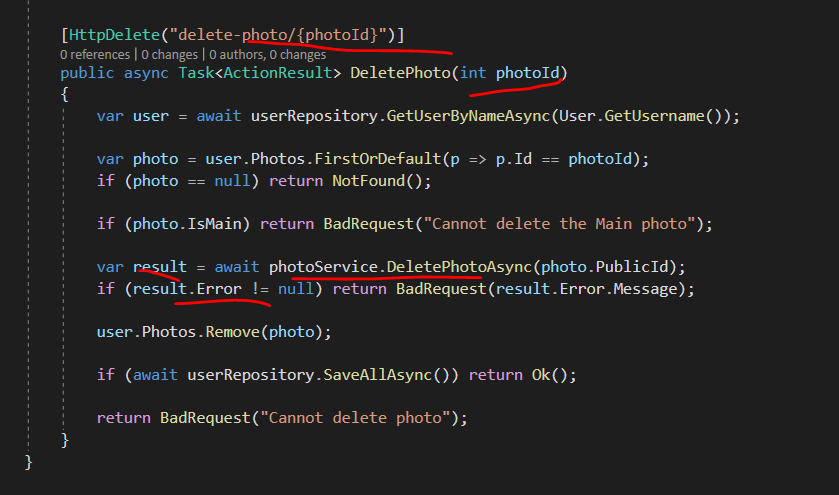 [HttpDelete("delete-photo/{photoId}")]
0 references | 0 changes | 0 authors, 0 changes
public async Task<ActionResult> DeletePhoto(int photoId)
{
var user = await userRepository.GetUserByNameAsync(User.GetUsername());
var photo = user.Photos.FirstOrDefault(p => p.Id == photoId);
if (photo == null) return NotFound();
if (photo.IsMain) return BadRequest("Cannot delete the Main photo");
var result = await photoService.DeletePhotoAsync(photo.PublicId);
if (result.Error != null) return BadRequest(result.Error.Message);
user.Photos.Remove(photo);
if (await userRepository.SaveAllAsync()) return Ok();
return BadRequest("Cannot delete photo");
}
}